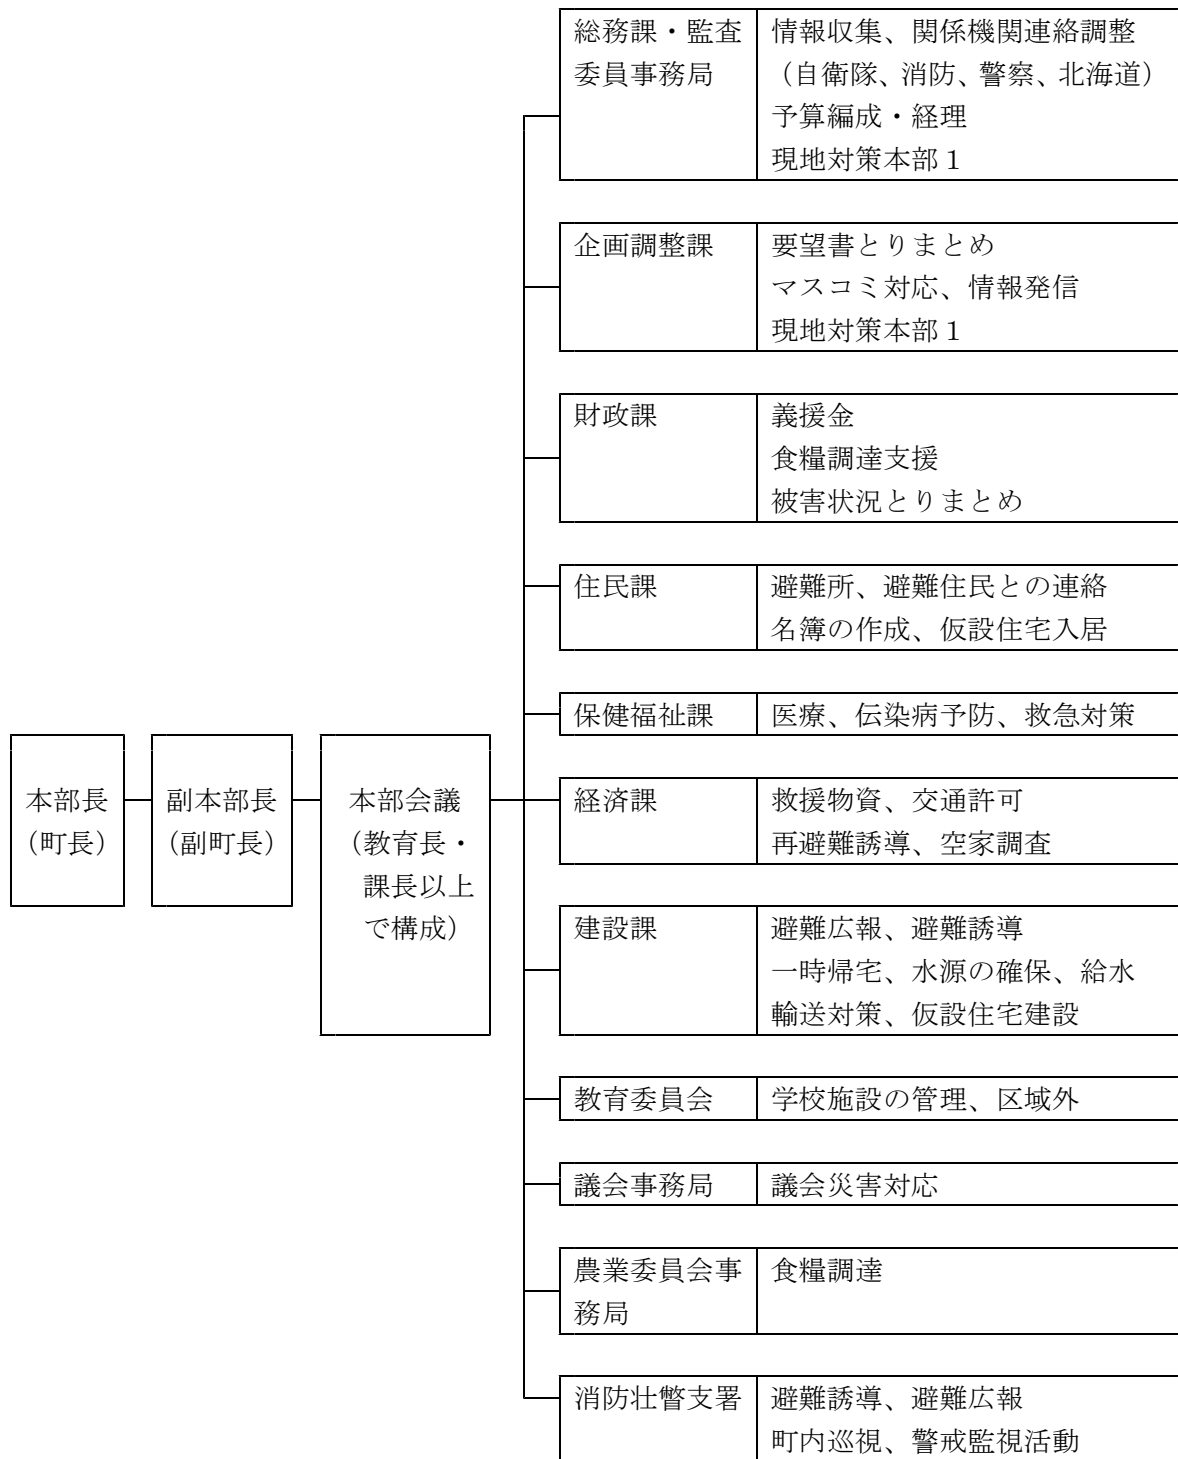 総務課・監査
委員事務局
情報収集、関係機関連絡調整
（自衛隊、消防、警察、北海道）
予算編成・経理
現地対策本部１
企画調整課
要望書とりまとめ
マスコミ対応、情報発信
現地対策本部１
財政課
義援金
食糧調達支援
被害状況とりまとめ
住民課
避難所、避難住民との連絡
名簿の作成、仮設住宅入居
保健福祉課
医療、伝染病予防、救急対策
本部長
（町長）
副本部長
（副町長）
本部会議
（教育長・
課長以上
で構成）
経済課
救援物資、交通許可
再避難誘導、空家調査
建設課
避難広報、避難誘導
一時帰宅、水源の確保、給水
輸送対策、仮設住宅建設
教育委員会
学校施設の管理、区域外
議会事務局
議会災害対応
農業委員会事
務局
食糧調達
消防壮瞥支署
避難誘導、避難広報
町内巡視、警戒監視活動